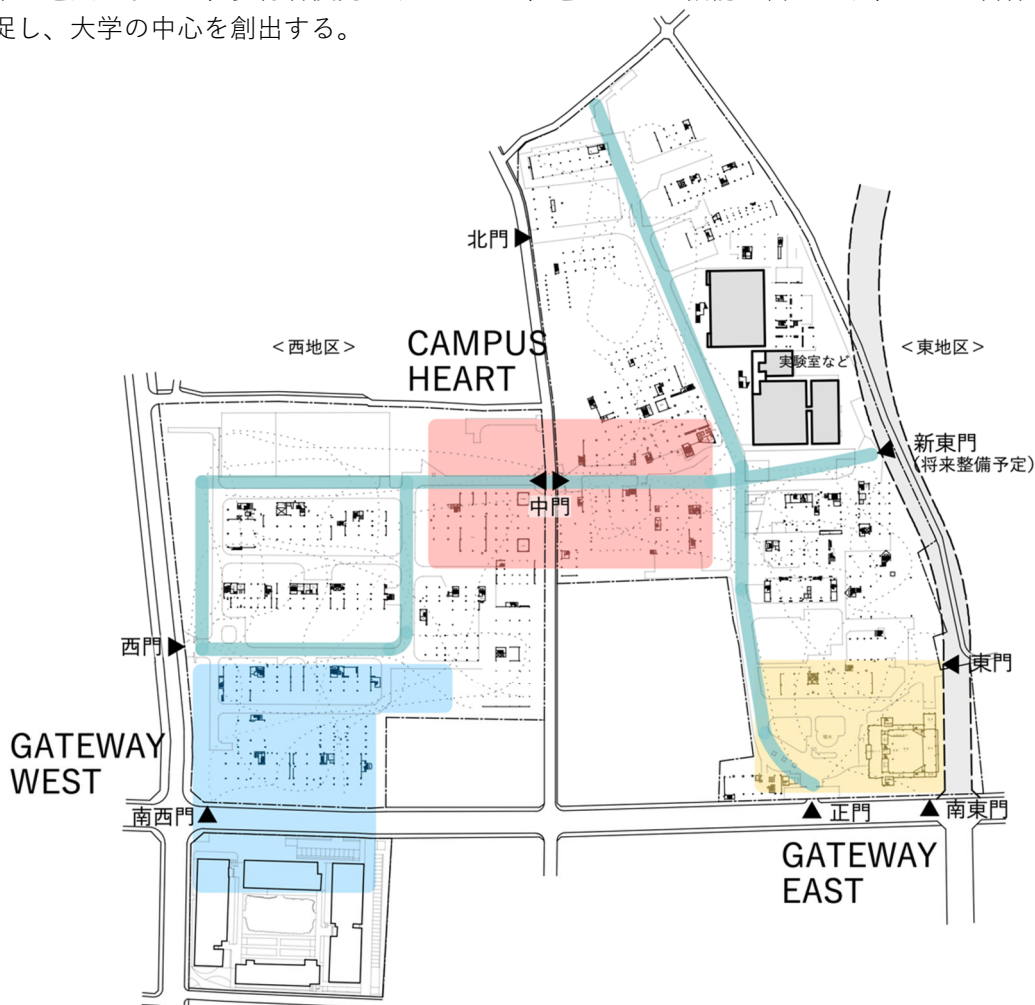 促し、大学の中心を創出する。
北門
<西地区>
CAMPUS
HEART
実験室など
<東地区>
新東門
(将来整備予定)
中門
西門
東門
GATEWAY
WEST
南西門
正門
南東門
GATEWAY
EAST